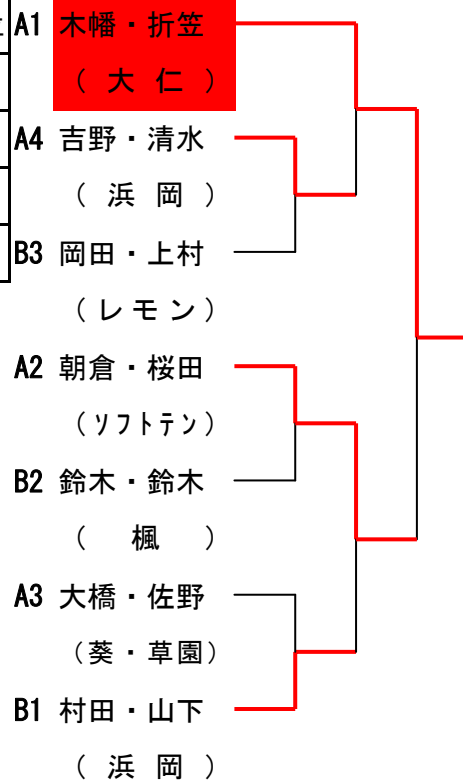 A1 木幡・折笠
（ 大 仁 ）
A4 吉野・清水
（ 浜 岡 ）
B3 岡田・上村
（レモン）
A2 朝倉・桜田
（ｿﾌﾄﾃﾝ）
B2 鈴木・鈴木
（ 楓 ）
A3 大橋・佐野
（葵・草園）
B1 村田・山下
（ 浜 岡 ）